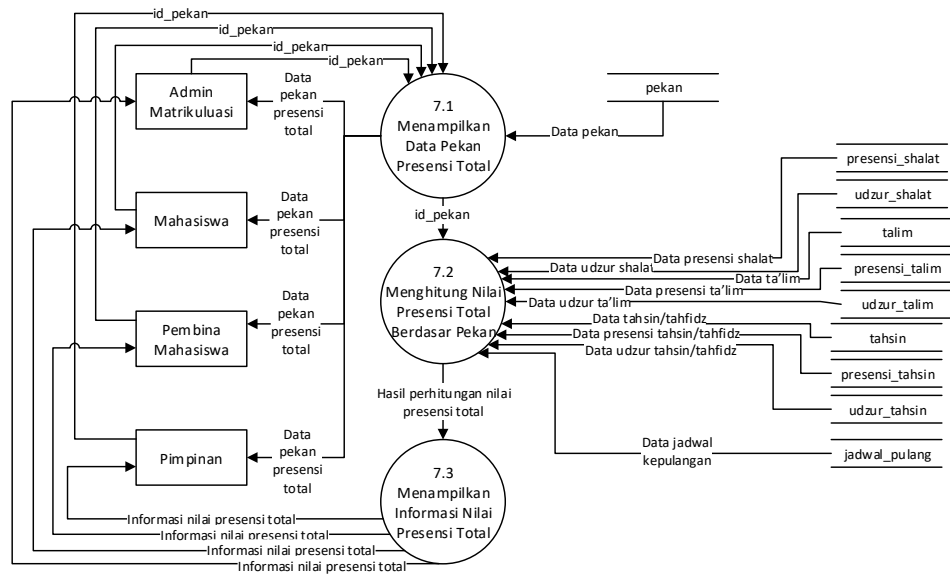 id_pekan
id_pekan
id_pekan
id_pekan
Admin
Matrikuluasi
Data
pekan
presensi
total
7.1
Menampilkan
Data Pekan
Presensi Total
pekan
Data pekan
presensi_shalat
udzur_shalat
talim
presensi_talim
udzur_talim
tahsin
presensi_tahsin
udzur_tahsin
jadwal_pulang
Mahasiswa
Data
pekan
presensi
total
id_pekan
7.2
Menghitung Nilai
Presensi Total
Berdasar Pekan
Data presensi shalat
Data udzur shalat
Data ta'lim
Data presensi ta'lim
Data udzur ta'lim
Data tahsin/tahfidz
Data presensi tahsin/tahfidz
Data udzur tahsin/tahfidz
Data jadwal
kepulangan
Pembina
Mahasiswa
Data
pekan
presensi
total
Hasil perhitungan nilai
presensi total
Pimpinan
Data
pekan
presensi
total
7.3
Menampilkan
Informasi Nilai
Presensi Total
Informasi nilai presensi total
Informasi nilai presensi total
Informasi nilai presensi total
Informasi nilai presensi total